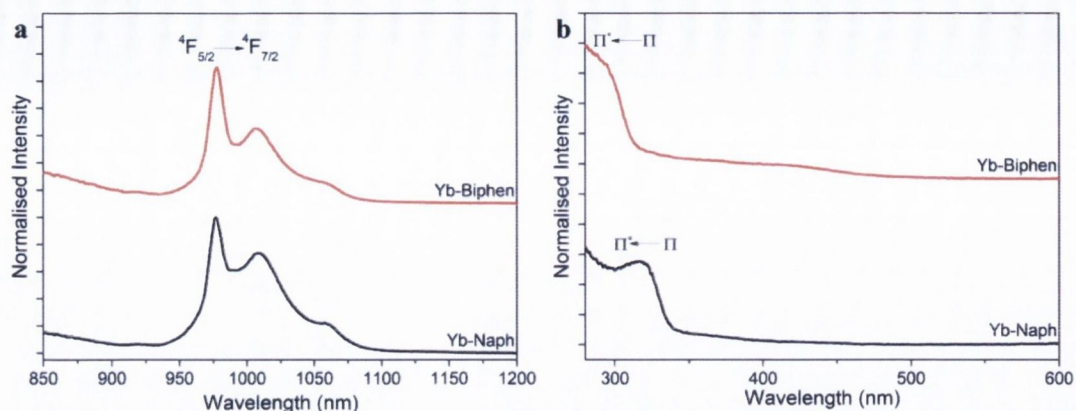 a
⁴F₅/₂ → ⁴F₇/₂
Yb-Biphen
Yb-Naph
Normalised Intensity
850 900 950 1000 1050 1100 1150 1200
Wavelength (nm)
b
Π* ← Π
Yb-Biphen
Π* ← Π
Yb-Naph
Normalised Intensity
300 400 500 600
Wavelength (nm)